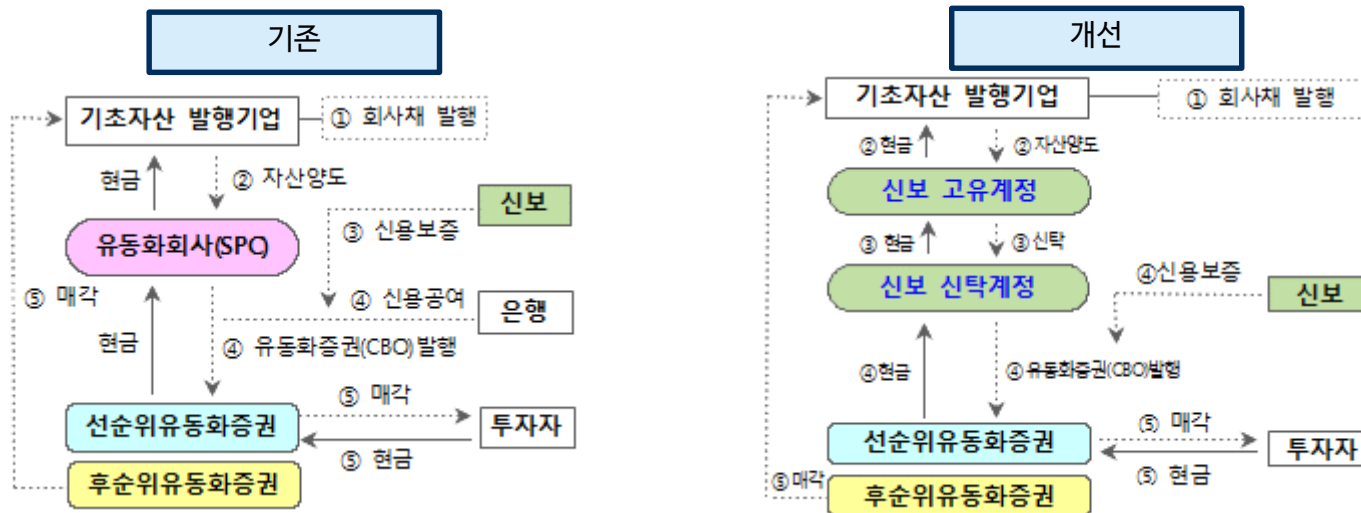 기존
기초자산 발행기업
① 회사채 발행
현금
② 자산양도
신보
③ 신용보증
유동화회사(SPC)
⑤ 매각
④ 신용공여
은행
현금
④ 유동화증권(CBO)발행
⑤ 매각
선순위유동화증권
투자자
⑤ 현금
후순위유동화증권
개선
기초자산 발행기업
① 회사채 발행
②현금
②자산양도
신보 고유계정
③ 현금
③신탁
④신용보증
신보 신탁계정
신보
④현금
④유동화증권(CBO)발행
⑤ 매각
선순위유동화증권
투자자
⑤ 현금
⑤매각
후순위유동화증권